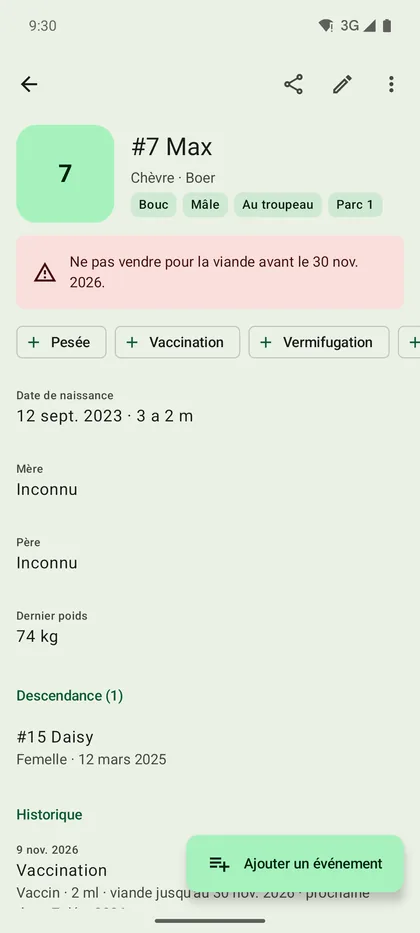 9:30
3G
7
#7 Max
Chèvre · Boer
Bouc
Mâle
Au troupeau
Parc 1
Ne pas vendre pour la viande avant le 30 nov.
2026.
+ Pesée
+ Vaccination
+ Vermifugation
+
Date de naissance
12 sept. 2023 · 3 a 2 m
Mère
Inconnu
Père
Inconnu
Dernier poids
74 kg
Descendance (1)
#15 Daisy
Femelle · 12 mars 2025
Historique
9 nov. 2026
Vaccination
Ajouter un événement
Vaccin · 2 ml · viande jusqu'au 30 nov. 2026 · prochaine